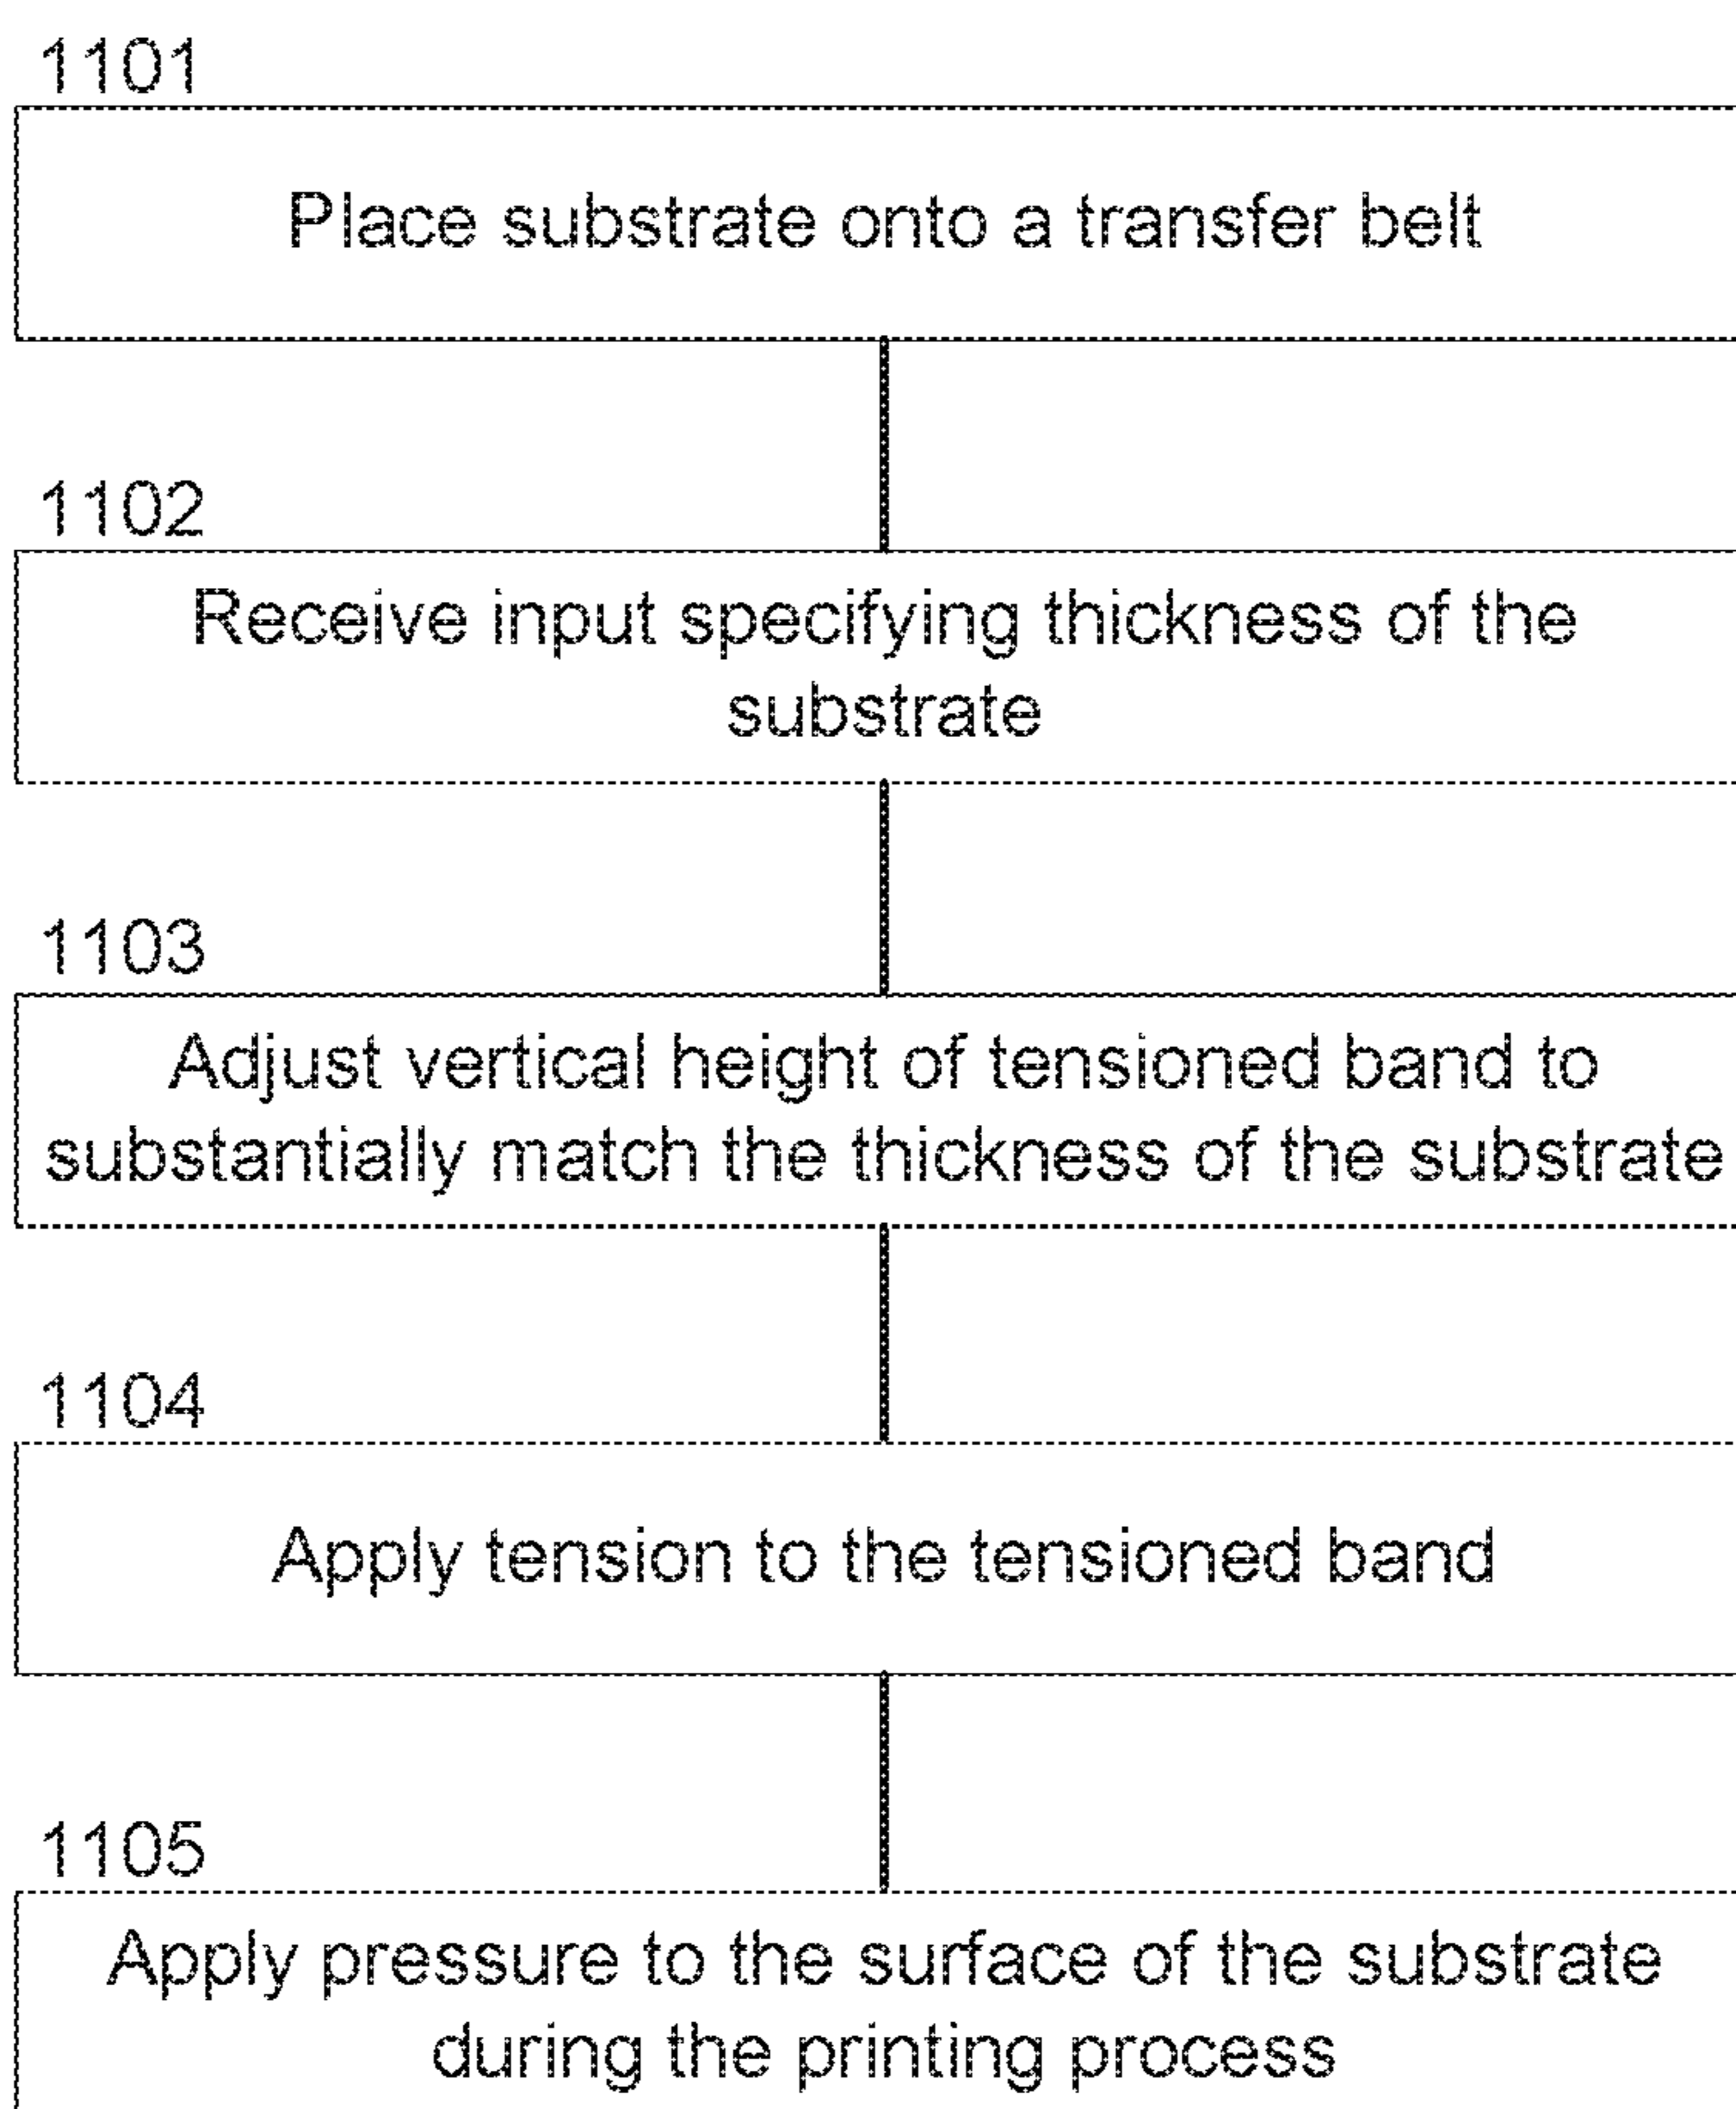 1101
Place substrate onto a transfer belt
1102
Receive input specifying thickness of the
substrate
1103
Adjust vertical height of tensioned band to
substantially match the thickness of the substrate
1104
Apply tension to the tensioned band
1105
Apply pressure to the surface of the substrate
during the printing process